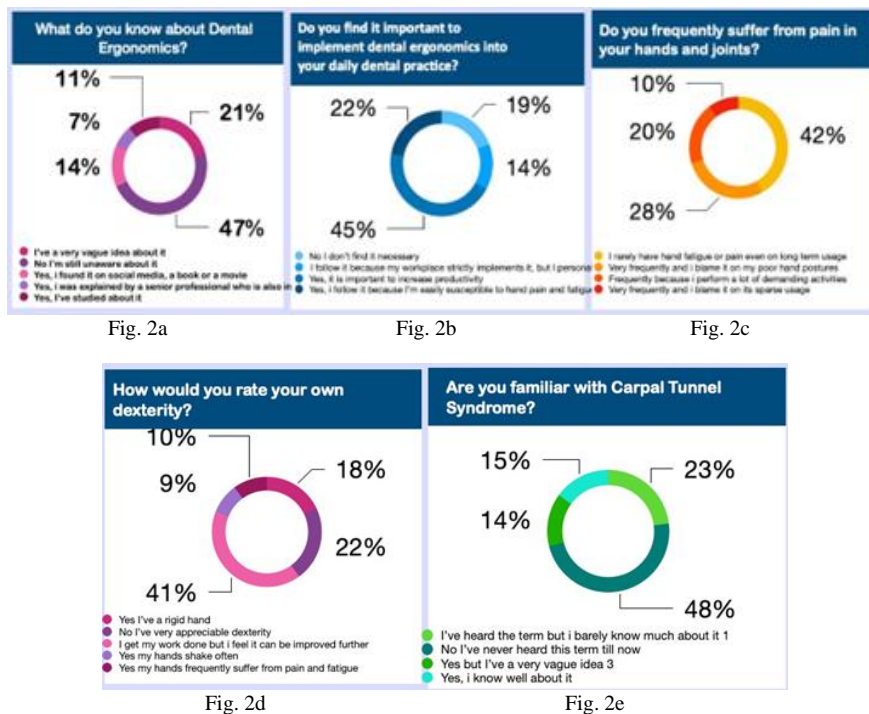 What do you know about Dental
Ergonomics?
11%
21%
7%
14%
47%
I've a very vague idea about it
No I'm still unaware about it
Yes, i found it on social media, a book or a movie
Yes, i was explained by a senior professional who is also in
Yes, I've studied about it
Fig. 2a
Do you find it important to
implement dental ergonomics into
your daily dental practice?
22%
19%
14%
45%
No I don't find it necessary
I follow it because my workplace strictly implements it, but I persona
Yes, it is important to increase productivity
Yes, i follow it because I'm easily susceptible to hand pain and fatigue
Fig. 2b
Do you frequently suffer from pain in
your hands and joints?
10%
20%
42%
28%
I rarely have hand fatigue or pain even on long term usage
Very frequently and i blame it on my poor hand postures
Frequently because i perform a lot of demanding activities
Very frequently and i blame it on its sparse usage
Fig. 2c
How would you rate your own
dexterity?
10%
18%
9%
22%
41%
Yes I've a rigid hand
No I've very appreciable dexterity
I get my work done but i feel it can be improved further
Yes my hands shake often
Yes my hands frequently suffer from pain and fatigue
Fig. 2d
Are you familiar with Carpal Tunnel
Syndrome?
15%
23%
14%
48%
I've heard the term but i barely know much about it 1
No I've never heard this term till now
Yes but I've a very vague idea 3
Yes, i know well about it
Fig. 2e